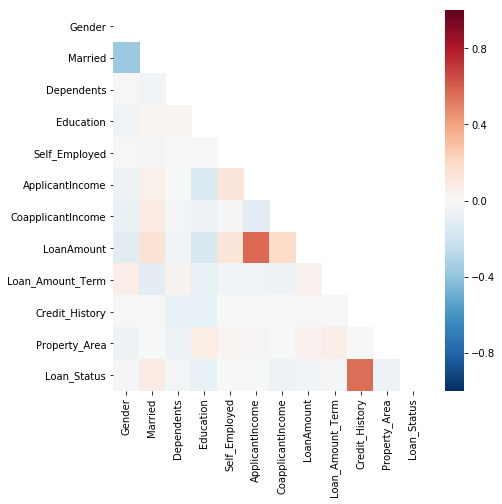 Gender
Married
Dependents
Education
Self_Employed
ApplicantIncome
CoapplicantIncome
LoanAmount
Loan_Amount_Term
Credit_History
Property_Area
Loan_Status
Gender
Married
Dependents
Education
Self_Employed
ApplicantIncome
CoapplicantIncome
LoanAmount
Loan_Amount_Term
Credit_History
Property_Area
Loan_Status
0.8
0.4
0.0
−0.4
−0.8